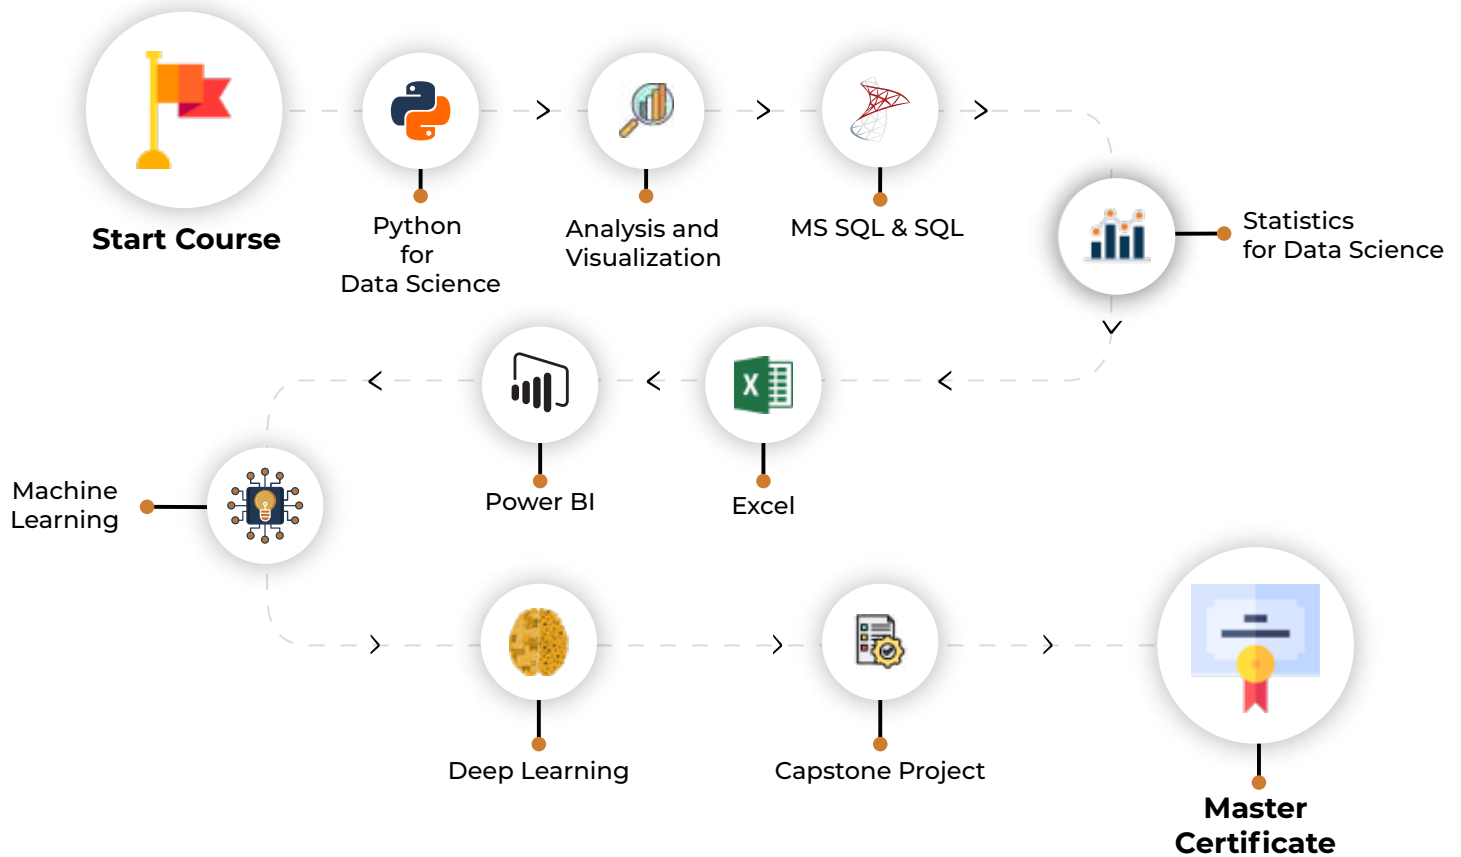 Start Course
Python
for
Data Science
Analysis and
Visualization
MS SQL & SQL
Statistics
for Data Science
X
Excel
Power BI
Machine
Learning
Deep Learning
Capstone Project
Master
Certificate